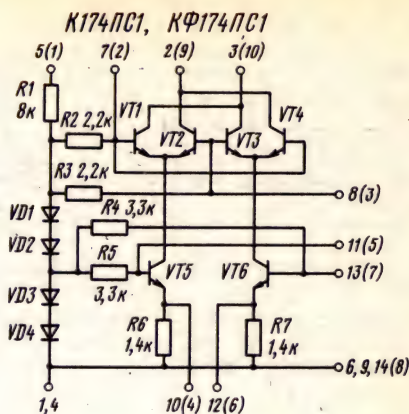 К174ПС1, КФ174ПС1
5(1) 7(2) 2(9) 3(10)
R1
8к
VT1 VT4
R2 2,2к
VT2 VT3
R3 2,2к
8(3)
VD1
R4 3,3к
11(5)
VD2
R5
13(7)
3,3к
VT5 VT6
VD3
R6 R7
1,4к 1,4к
VD4
6,9,14(8)
1,4 10(4) 12(6)